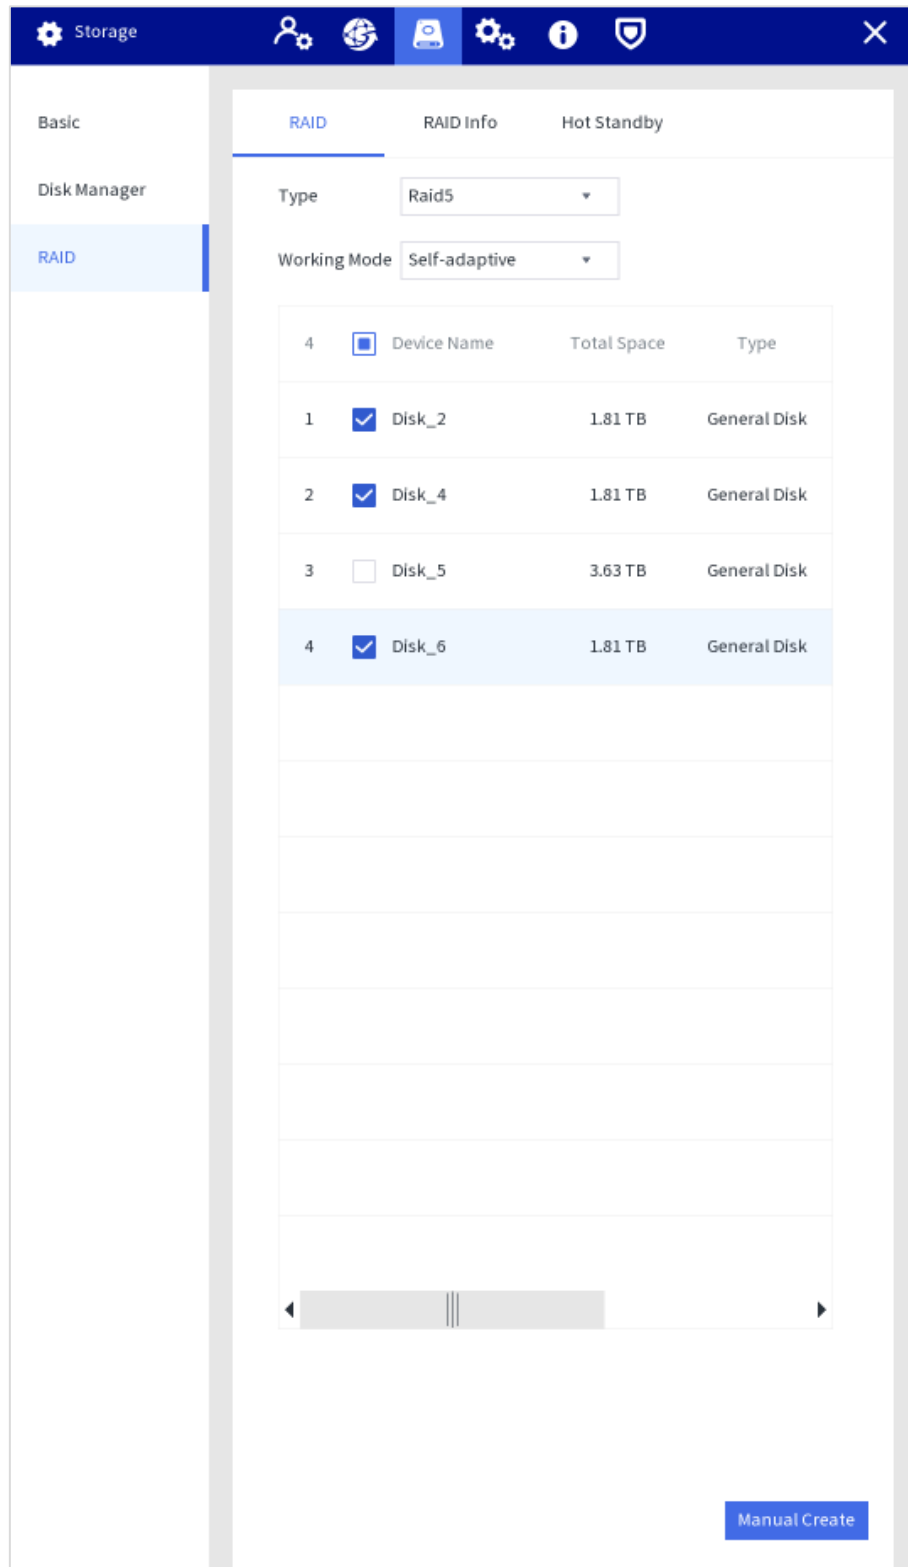 Storage
Basic
Disk Manager
RAID
RAID RAID Info Hot Standby
Type Raid5
Working Mode Self-adaptive
4 Device Name Total Space Type
1 Disk_2 1.81 TB General Disk
2 Disk_4 1.81 TB General Disk
3 Disk_5 3.63 TB General Disk
4 Disk_6 1.81 TB General Disk
Manual Create